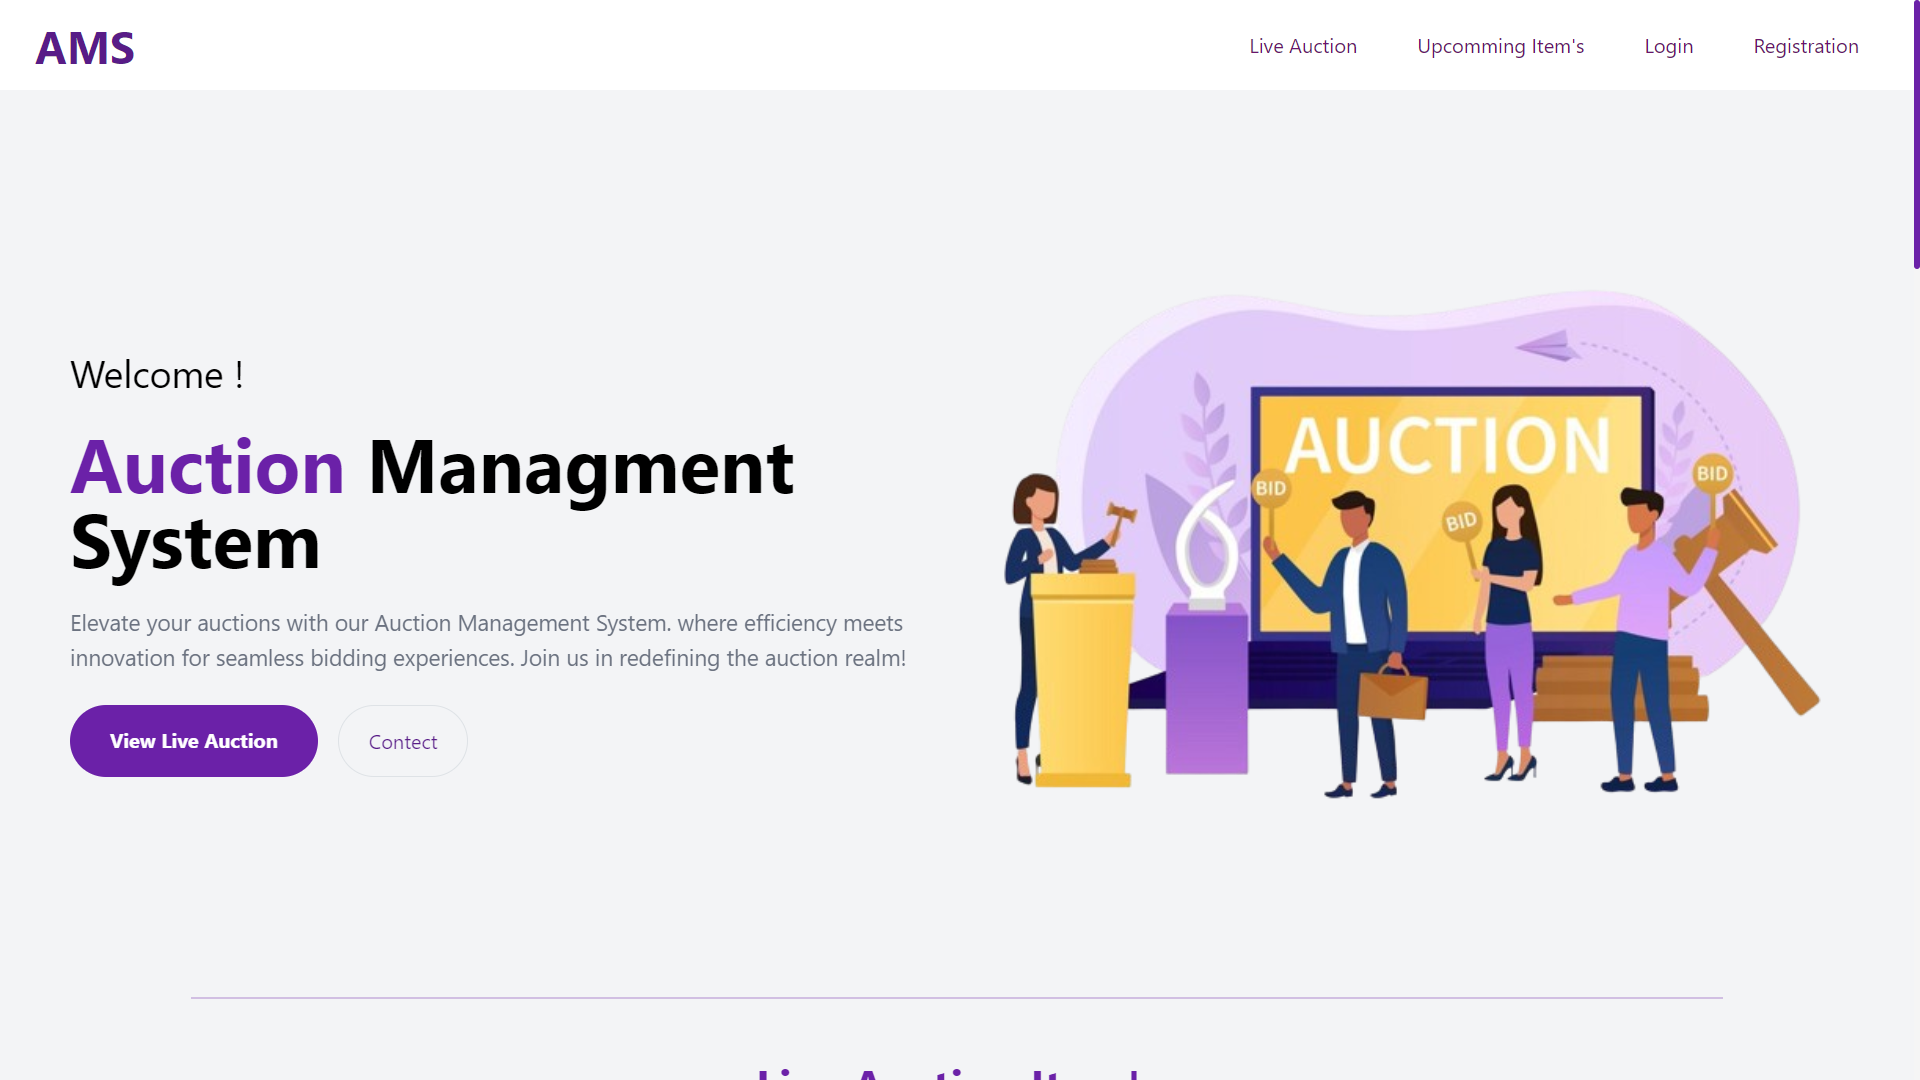 AMS
Live Auction
Upcomming Item's
Login
Registration
Welcome !
Auction Managment
System
Elevate your auctions with our Auction Management System. where efficiency meets
innovation for seamless bidding experiences. Join us in redefining the auction realm!
View Live Auction
Contect
AUCTION
BID
BID
BID